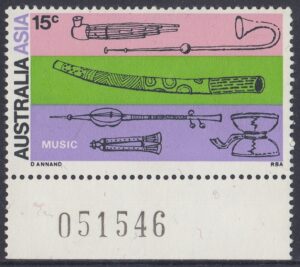 15c
AUSTRALIA ASIA
MUSIC
D ANNAND RBA
051546